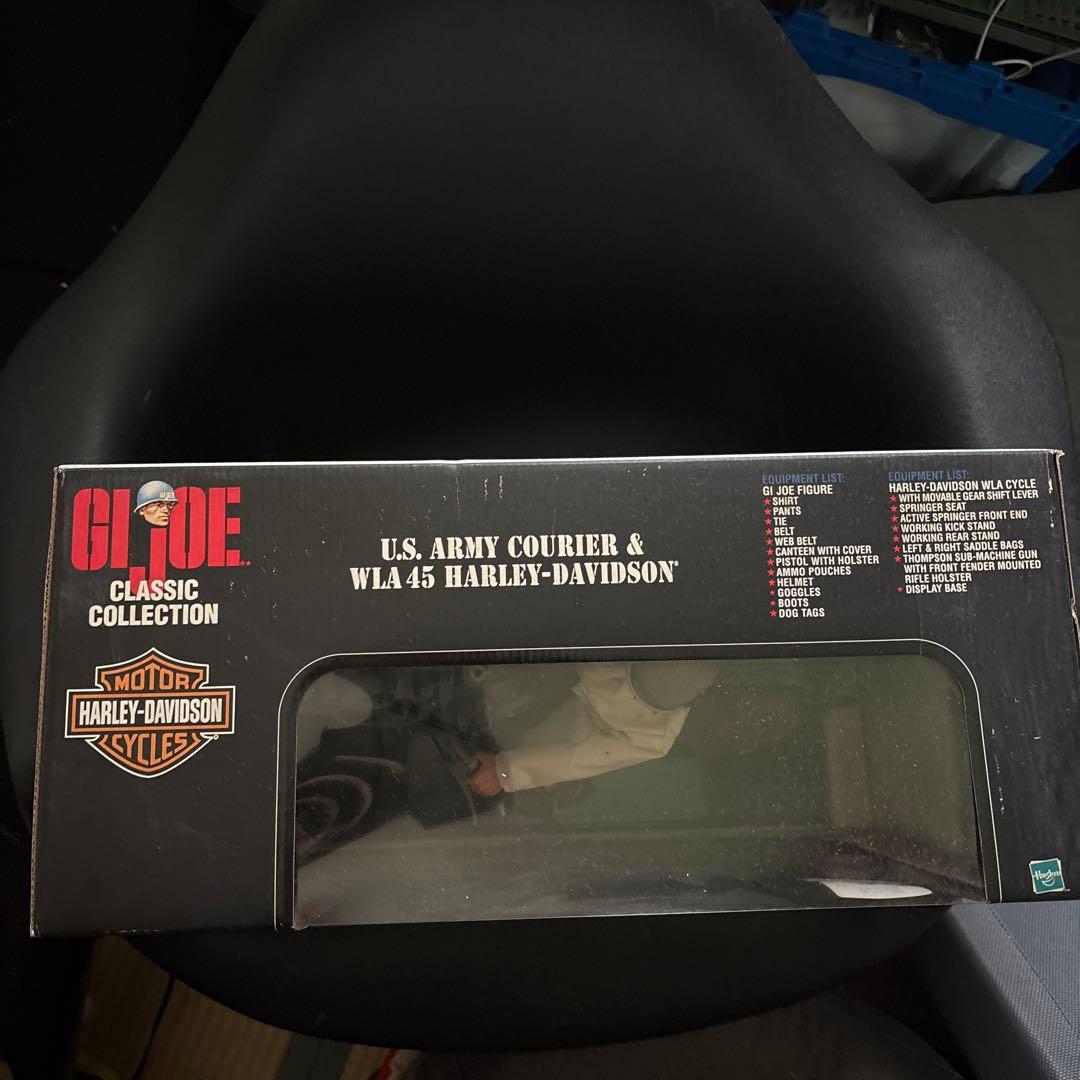 GI JOE
CLASSIC
COLLECTION
MOTOR
HARLEY-DAVIDSON
CYCLES
U.S. ARMY COURIER &
WLA 45 HARLEY-DAVIDSON®
EQUIPMENT LIST:
GI JOE FIGURE
★ SHIRT
★ PANTS
★ TIE
★ BELT
★ WEB BELT
★ CANTEEN WITH COVER
★ PISTOL WITH HOLSTER
★ AMMO POUCHES
★ HELMET
★ GOGGLES
★ BOOTS
★ DOG TAGS
EQUIPMENT LIST:
HARLEY-DAVIDSON WLA CYCLE
★ WITH MOVABLE GEAR SHIFT LEVER
★ SPRINGER SEAT
★ ACTIVE SPRINGER FRONT END
★ WORKING KICK STAND
★ WORKING REAR STAND
★ LEFT & RIGHT SADDLE BAGS
★ THOMPSON SUB-MACHINE GUN
WITH FRONT FENDER MOUNTED
RIFLE HOLSTER
★ DISPLAY BASE
Hasbro